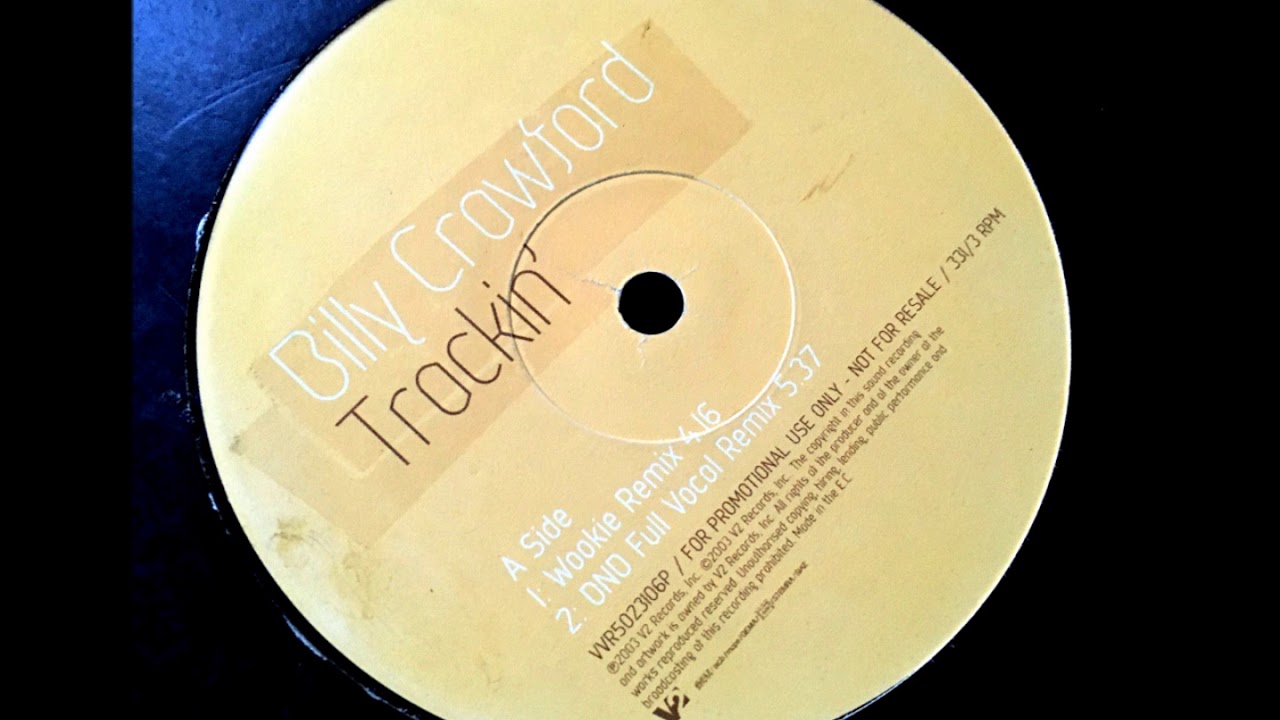 Billy Crawford
Trackin'
A Side
1: Wookie Remix 4.16
2: DND Full Vocal Remix 5.37
VVR5023106P / FOR PROMOTIONAL USE ONLY - NOT FOR RESALE / 331/3 RPM
℗2003 V2 Records, Inc. ©2003 V2 Records, Inc. The copyright in this sound recording
and artwork is owned by V2 Records, Inc. All rights of the producer and of the owner of the
works reproduced reserved. Unauthorised copying, hiring, lending, public performance and
broadcasting of this recording prohibited. Made in the E.C
V2